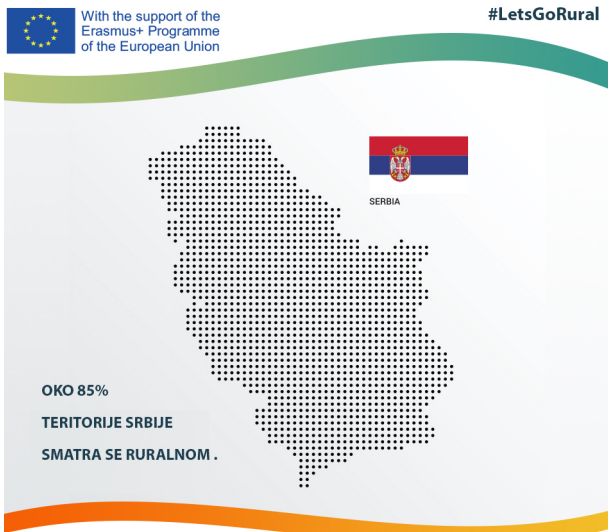 With the support of the
Erasmus+ Programme
of the European Union
#LetsGoRural
SERBIA
OKO 85%
TERITORIJE SRBIJE
SMATRA SE RURALNOM .